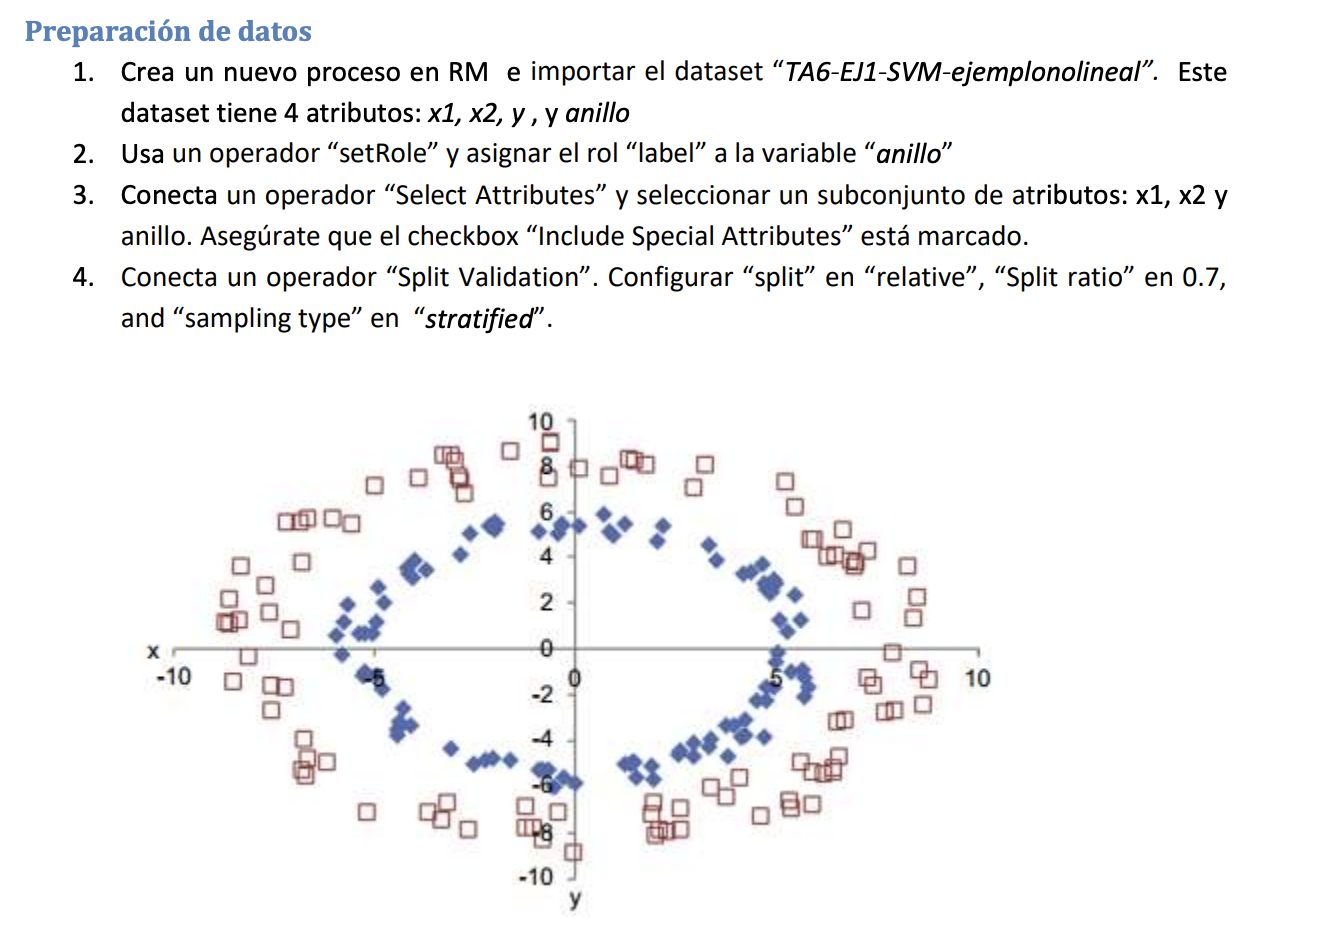 Preparación de datos
1. Crea un nuevo proceso en RM e importar el dataset “TA6-EJ1-SVM-ejemplonolineal”. Este
dataset tiene 4 atributos: x1, x2, y , y anillo
2. Usa un operador “setRole” y asignar el rol “label” a la variable “anillo”
3. Conecta un operador “Select Attributes” y seleccionar un subconjunto de atributos: x1, x2 y
anillo. Asegúrate que el checkbox “Include Special Attributes” está marcado.
4. Conecta un operador “Split Validation”. Configurar “split” en “relative”, “Split ratio” en 0.7,
and “sampling type” en “stratified”.
10
8
6
4
2
x
0
-10
-5
0
5
10
-2
-4
-6
-8
-10
y